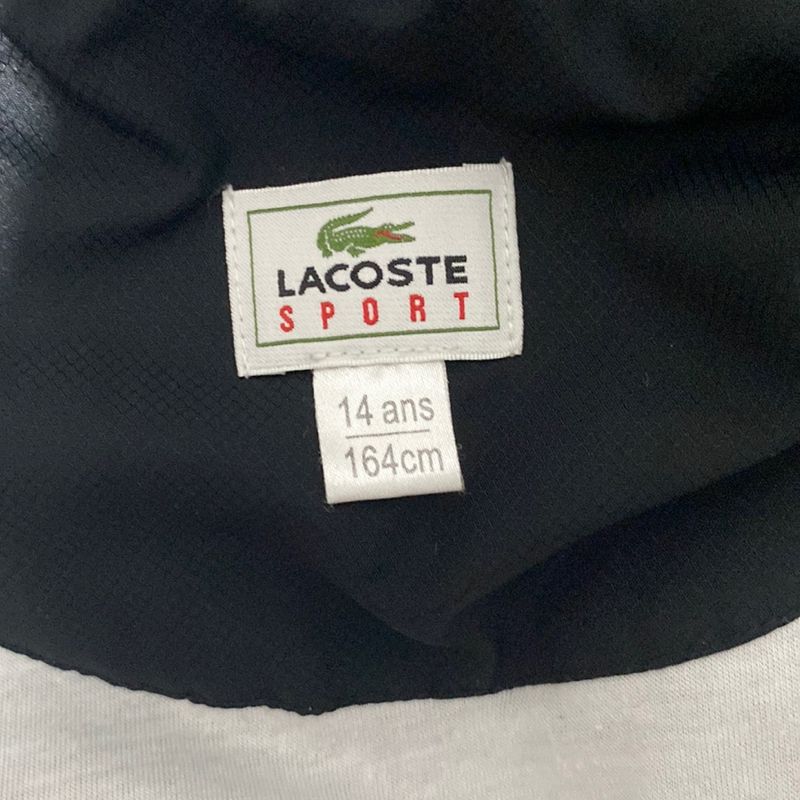 LACOSTE
SPORT
14 ans
164cm